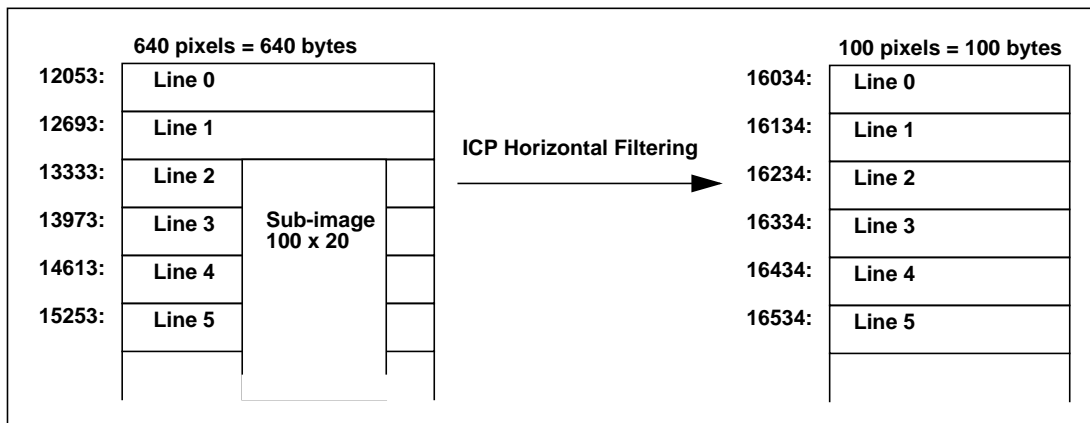 640 pixels = 640 bytes
12053: Line 0
12693: Line 1
13333: Line 2
13973: Line 3
14613: Line 4
15253: Line 5
Sub-image
100 x 20
ICP Horizontal Filtering
100 pixels = 100 bytes
16034: Line 0
16134: Line 1
16234: Line 2
16334: Line 3
16434: Line 4
16534: Line 5